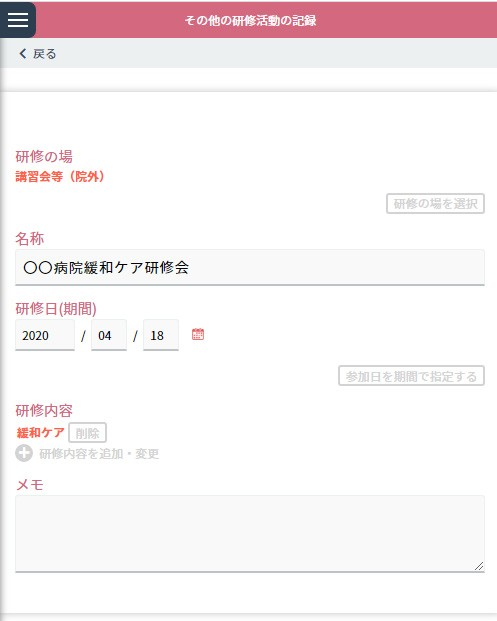 その他の研修活動の記録
戻る
研修の場
講習会等（院外）
研修の場を選択
名称
〇〇病院緩和ケア研修会
研修日(期間)
2020 / 04 / 18
参加日を期間で指定する
研修内容
緩和ケア 削除
研修内容を追加・変更
メモ